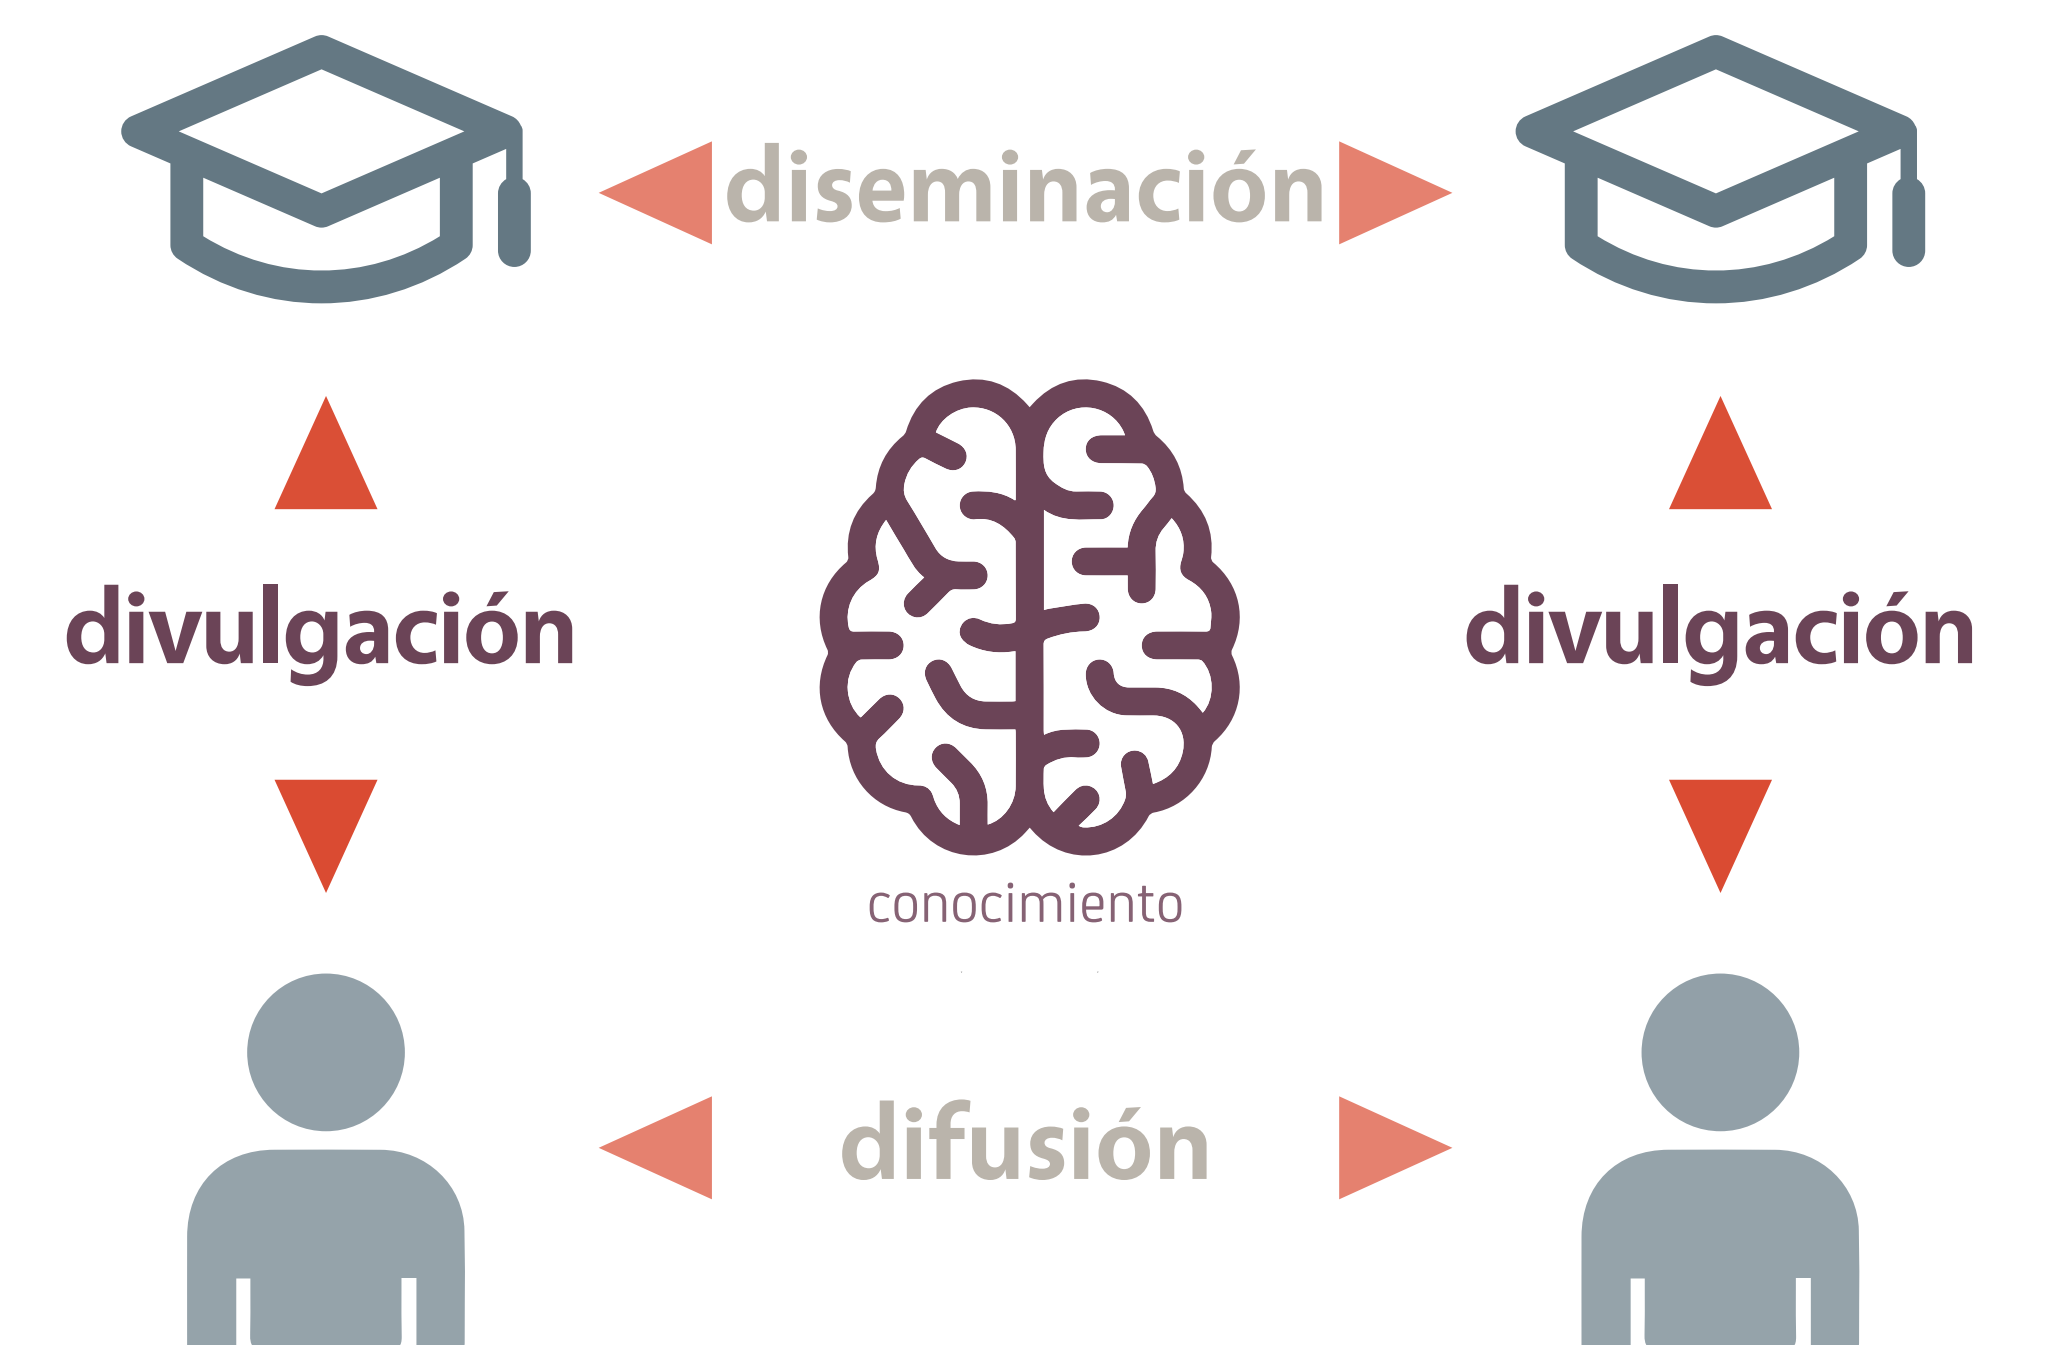 diseminación
divulgación
divulgación
conocimiento
difusión